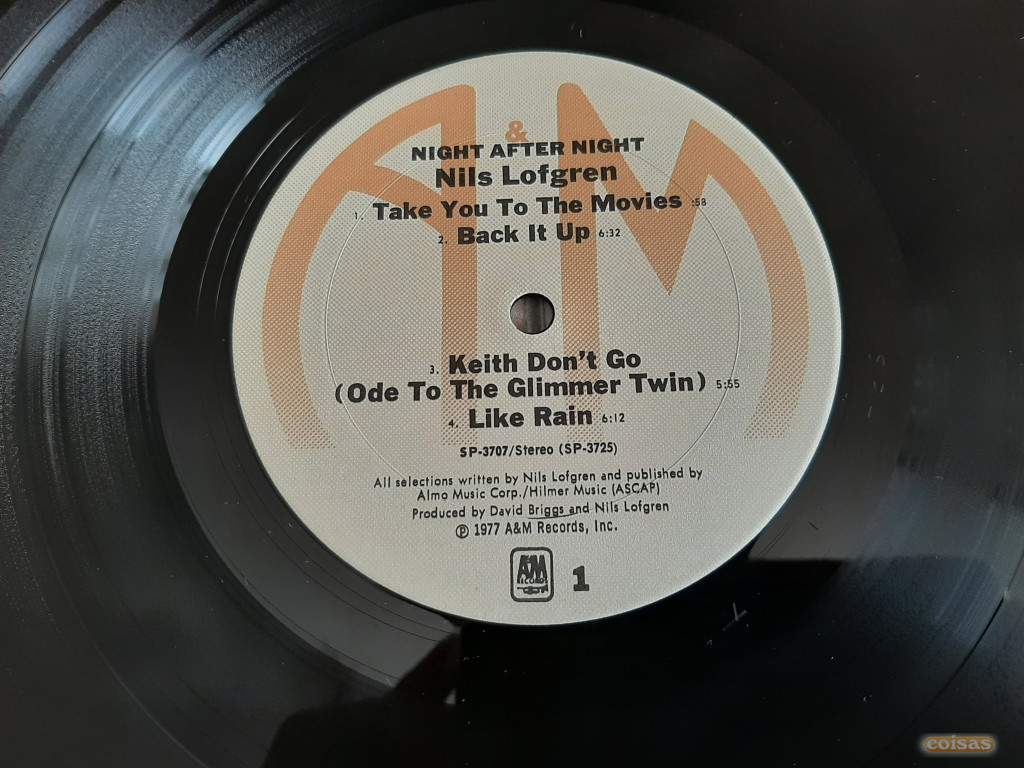 &
NIGHT AFTER NIGHT
Nils Lofgren
1. Take You To The Movies :58
2. Back It Up 6:32
3. Keith Don't Go
(Ode To The Glimmer Twin) 5:55
4. Like Rain 6:12
SP-3707/Stereo (SP-3725)
All selections written by Nils Lofgren and published by
Almo Music Corp./Hilmer Music (ASCAP)
Produced by David Briggs and Nils Lofgren
℗ 1977 A&M Records, Inc.
A&M
RECORDS
1
coisas